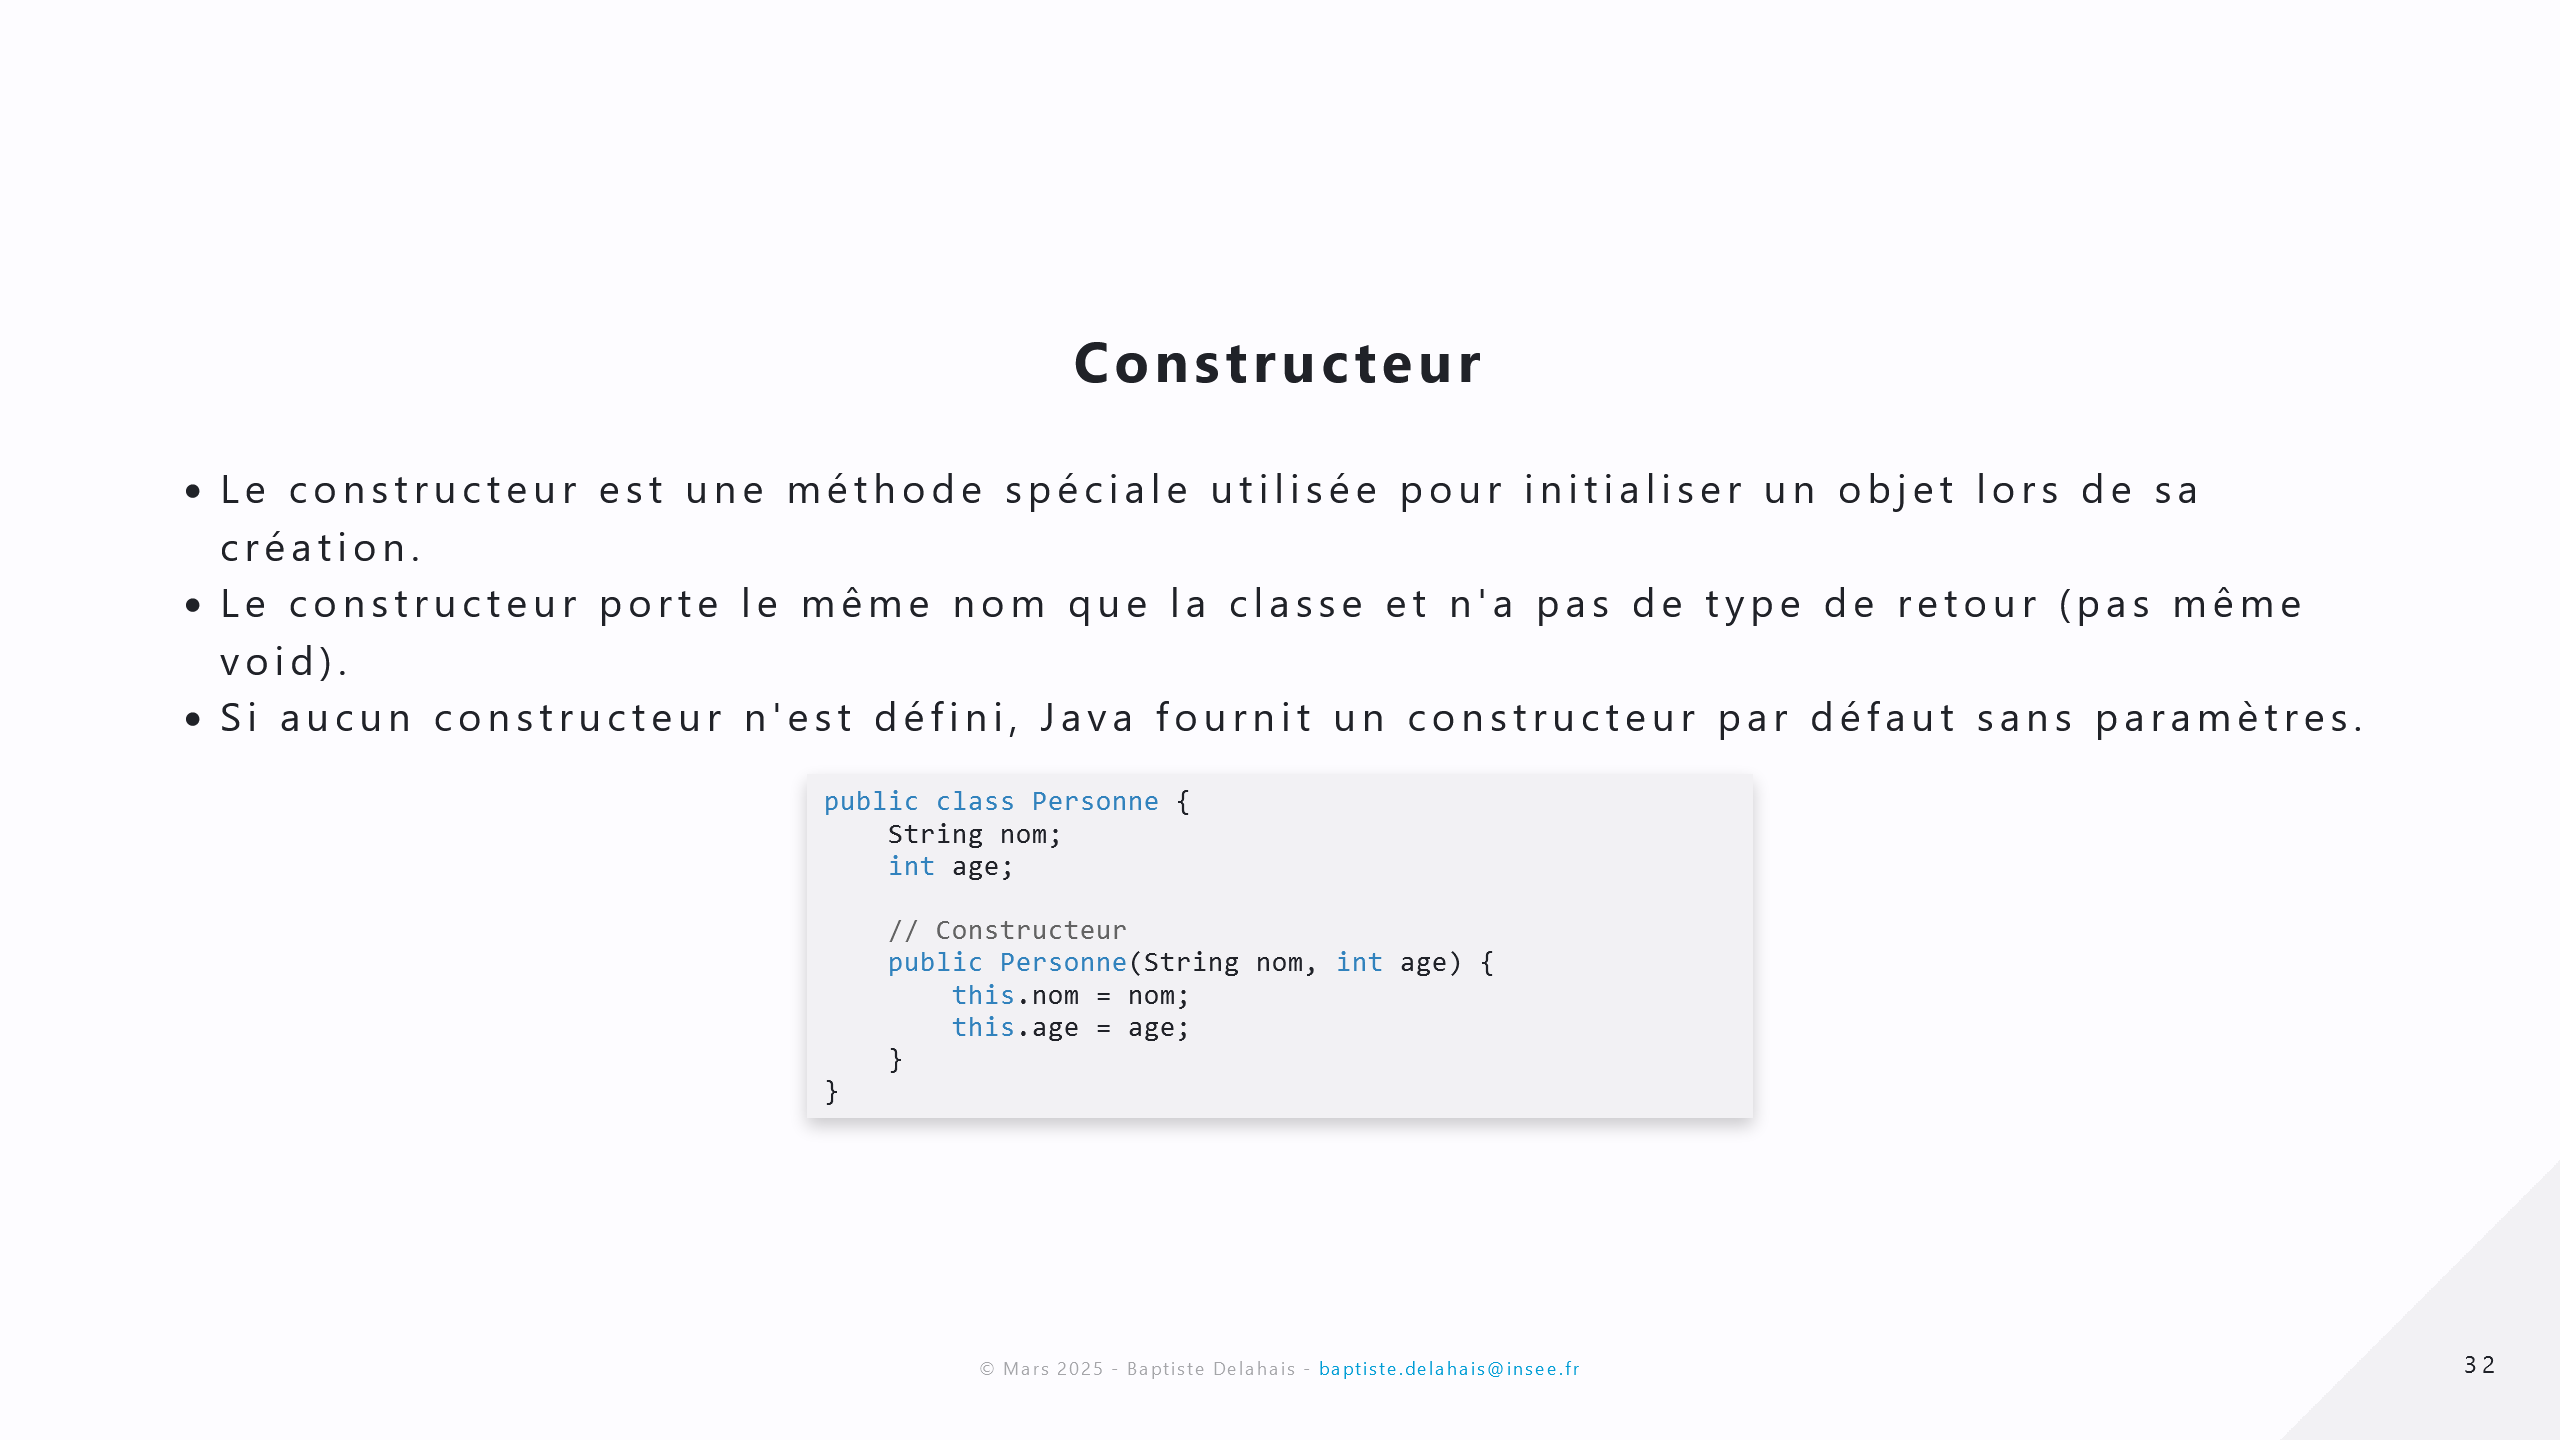 Constructeur
• Le constructeur est une méthode spéciale utilisée pour initialiser un objet lors de sa
création.
• Le constructeur porte le même nom que la classe et n'a pas de type de retour (pas même
void).
• Si aucun constructeur n'est défini, Java fournit un constructeur par défaut sans paramètres.
public class Personne {
    String nom;
    int age;

    // Constructeur
    public Personne(String nom, int age) {
        this.nom = nom;
        this.age = age;
    }
}
© Mars 2025 - Baptiste Delahais - baptiste.delahais@insee.fr
32